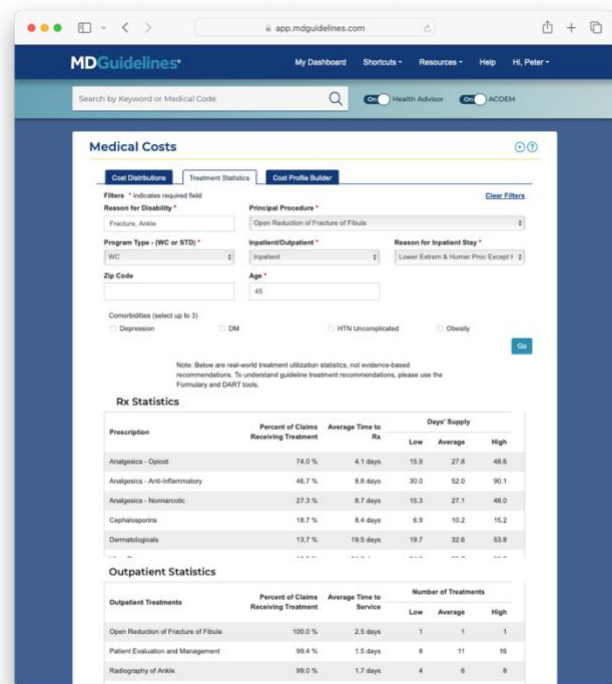 app.mdguidelines.com
MDGuidelines®
My Dashboard Shortcuts Resources Help Hi, Peter
Search by Keyword or Medical Code On Health Advisor On ACOEM
Medical Costs
Cost Distributions Treatment Statistics Cost Profile Builder
Filters * indicates required field Clear Filters
Reason for Disability * Principal Procedure *
Fracture, Ankle Open Reduction of Fracture of Fibula
Program Type - (WC or STD) * Inpatient/Outpatient * Reason for Inpatient Stay *
WC Inpatient Lower Extrem & Humer Proc Except
Zip Code Age *
45
Comorbidities (select up to 3)
Depression DM HTN Uncomplicated Obesity
Go
Note: Below are real-world treatment utilization statistics, not evidence-based
recommendations. To understand guideline treatment recommendations, please use the
Formulary and DART tools.
Rx Statistics
Prescription Percent of Claims Receiving Treatment Average Time to Rx Days' Supply
Low Average High
Analgesics - Opioid 74.0 % 4.1 days 15.9 27.8 48.6
Analgesics - Anti-Inflammatory 46.7 % 8.6 days 30.0 52.0 90.1
Analgesics - Nonnarcotic 27.3 % 8.7 days 15.3 27.1 48.0
Cephalosporins 18.7 % 8.4 days 6.9 10.2 15.2
Dermatologicals 13.7 % 19.5 days 19.7 32.6 53.8
Outpatient Statistics
Outpatient Treatments Percent of Claims Receiving Treatment Average Time to Service Number of Treatments
Low Average High
Open Reduction of Fracture of Fibula 100.0 % 2.5 days 1 1 1
Patient Evaluation and Management 99.4 % 1.5 days 8 11 16
Radiography of Ankle 99.0 % 1.7 days 4 6 8